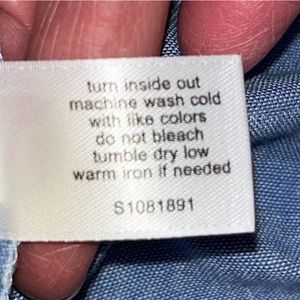 turn inside out
machine wash cold
with like colors
do not bleach
tumble dry low
warm iron if needed
S1081891